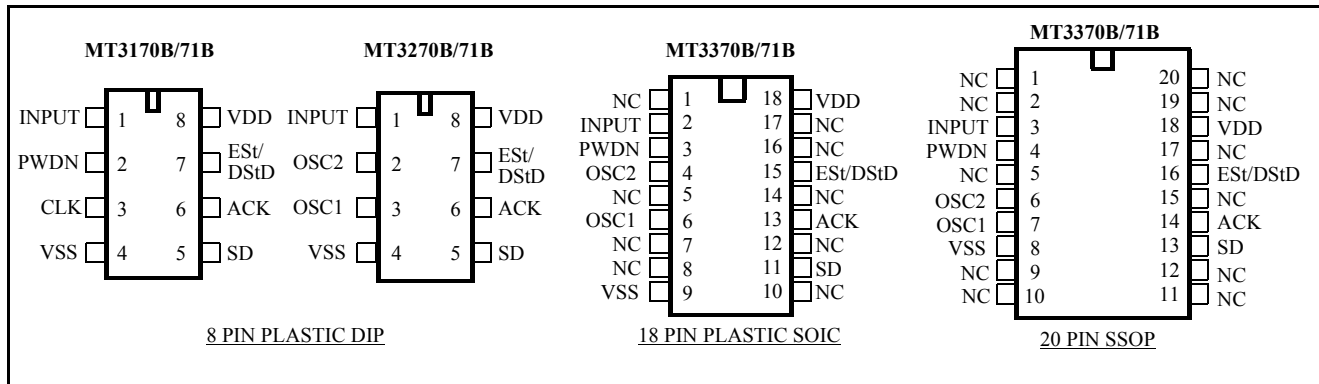 MT3170B/71B
INPUT 1 8 VDD
PWDN 2 7 ESt/
DStD
CLK 3 6 ACK
VSS 4 5 SD
MT3270B/71B
INPUT 1 8 VDD
OSC2 2 7 ESt/
DStD
OSC1 3 6 ACK
VSS 4 5 SD
8 PIN PLASTIC DIP
MT3370B/71B
NC 1 18 VDD
INPUT 2 17 NC
PWDN 3 16 NC
OSC2 4 15 ESt/DStD
NC 5 14 NC
OSC1 6 13 ACK
NC 7 12 NC
NC 8 11 SD
VSS 9 10 NC
18 PIN PLASTIC SOIC
MT3370B/71B
NC 1 20 NC
NC 2 19 NC
INPUT 3 18 VDD
PWDN 4 17 NC
NC 5 16 ESt/DStD
OSC2 6 15 NC
OSC1 7 14 ACK
VSS 8 13 SD
NC 9 12 NC
NC 10 11 NC
20 PIN SSOP